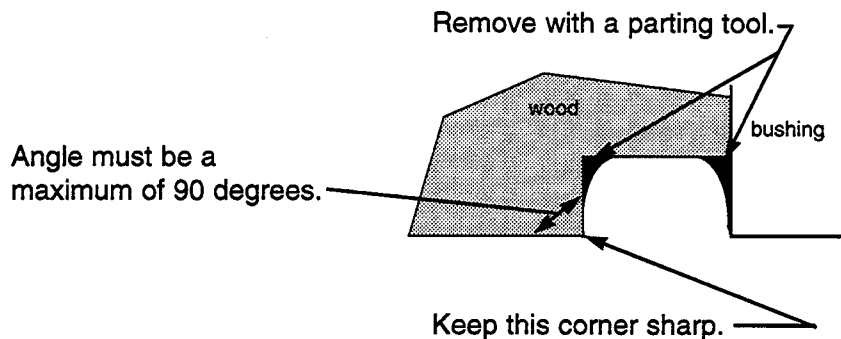 Remove with a parting tool.
wood
bushing
Angle must be a
maximum of 90 degrees.
Keep this corner sharp.